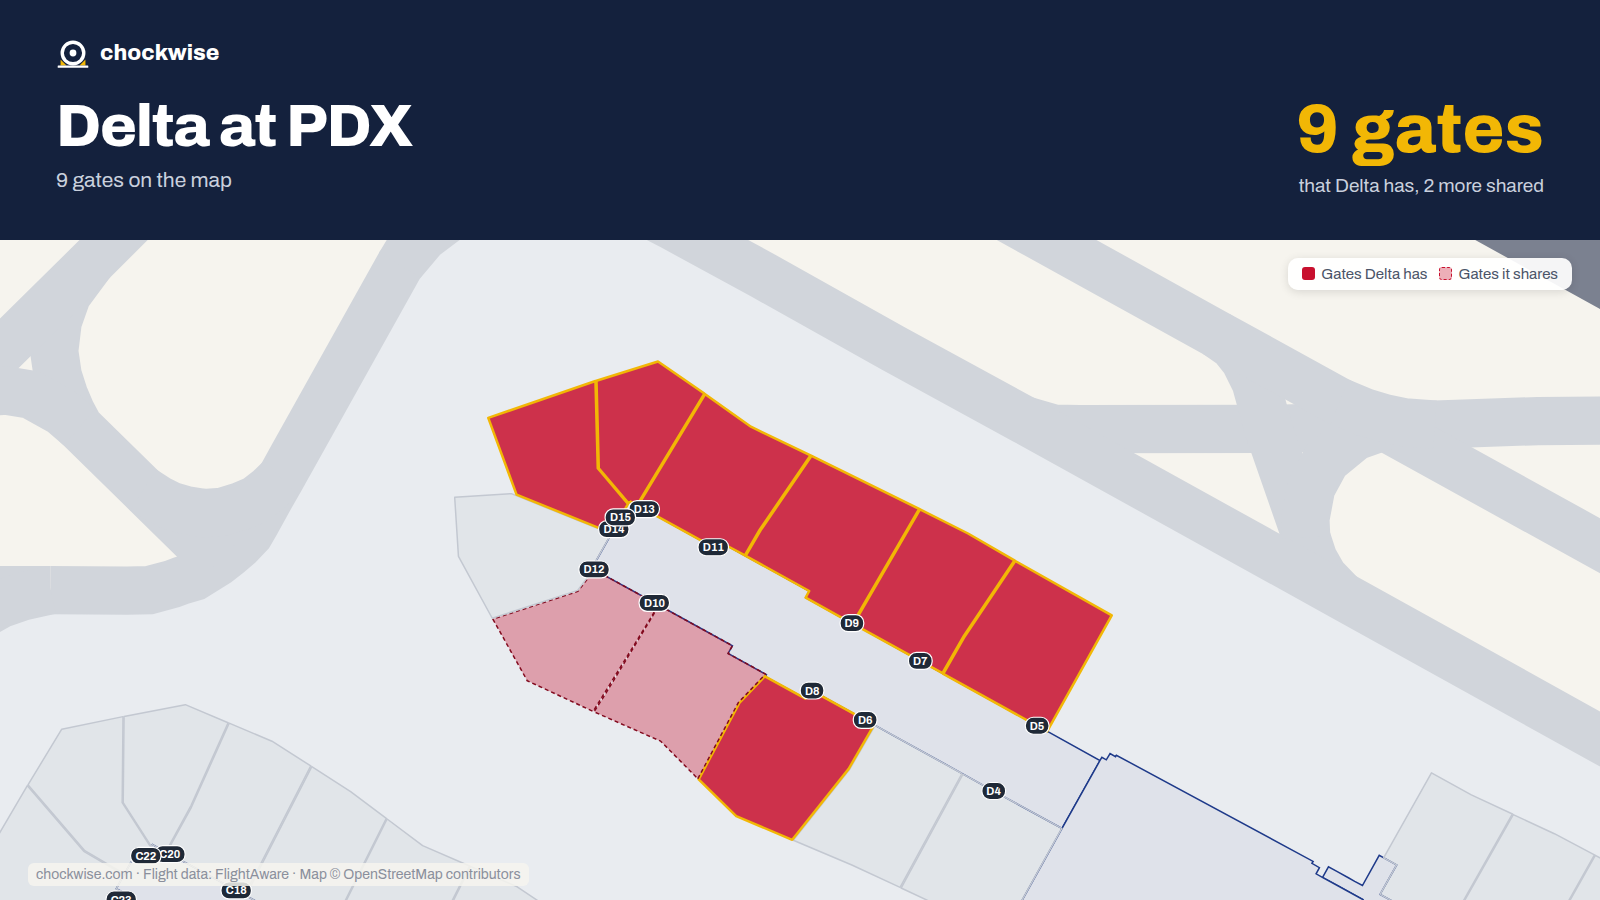 chockwise
Delta at PDX
9 gates on the map
9 gates
that Delta has, 2 more shared
Gates Delta has
Gates it shares
D13
D15
D14
D11
D12
D10
D9
D7
D8
D6
D5
D4
C22
C20
C18
C23
chockwise.com · Flight data: FlightAware · Map © OpenStreetMap contributors